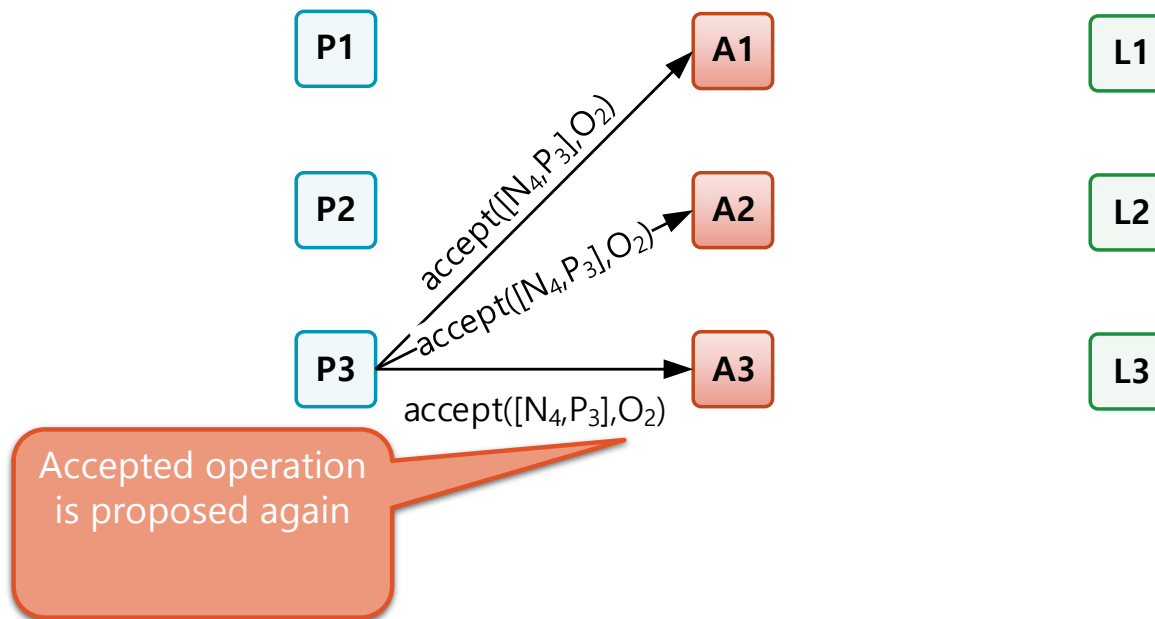 P1
A1
L1
accept([N₄,P₃],O₂)
P2
A2
L2
accept([N₄,P₃],O₂)
P3
A3
L3
accept([N₄,P₃],O₂)
Accepted operation
is proposed again